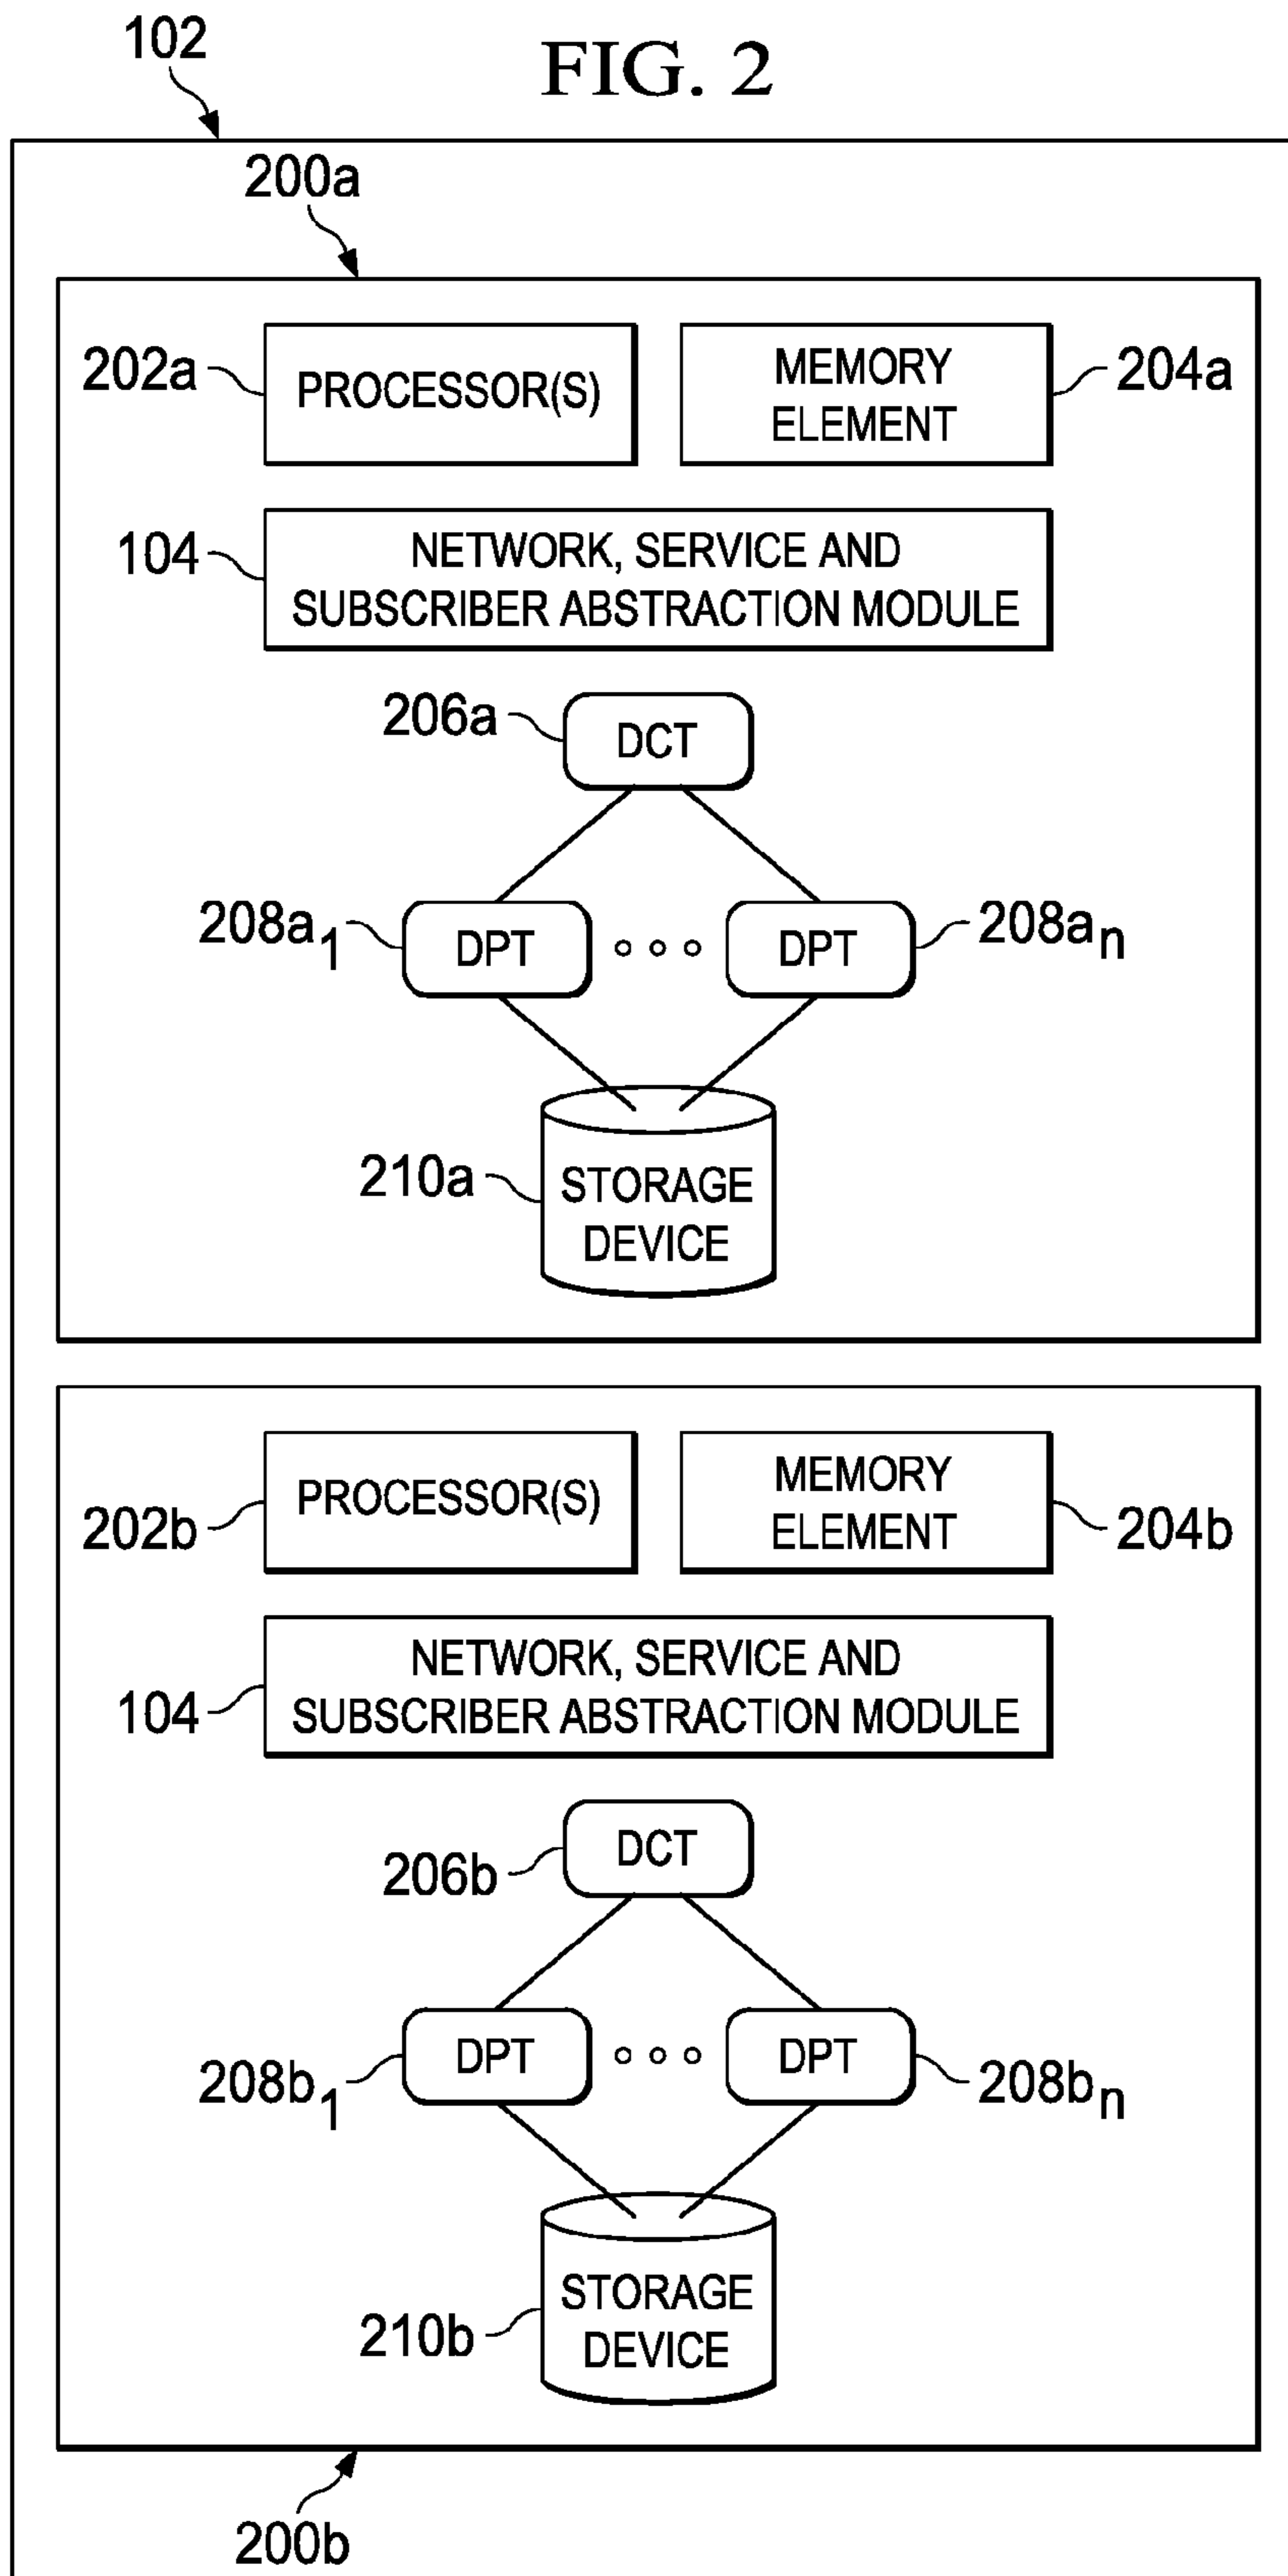 FIG. 2
102
200a
202a
PROCESSOR(S)
MEMORY
ELEMENT
204a
104
NETWORK, SERVICE AND
SUBSCRIBER ABSTRACTION MODULE
206a
DCT
208a1
DPT
DPT
208an
210a
STORAGE
DEVICE
202b
PROCESSOR(S)
MEMORY
ELEMENT
204b
104
NETWORK, SERVICE AND
SUBSCRIBER ABSTRACTION MODULE
206b
DCT
208b1
DPT
DPT
208bn
210b
STORAGE
DEVICE
200b